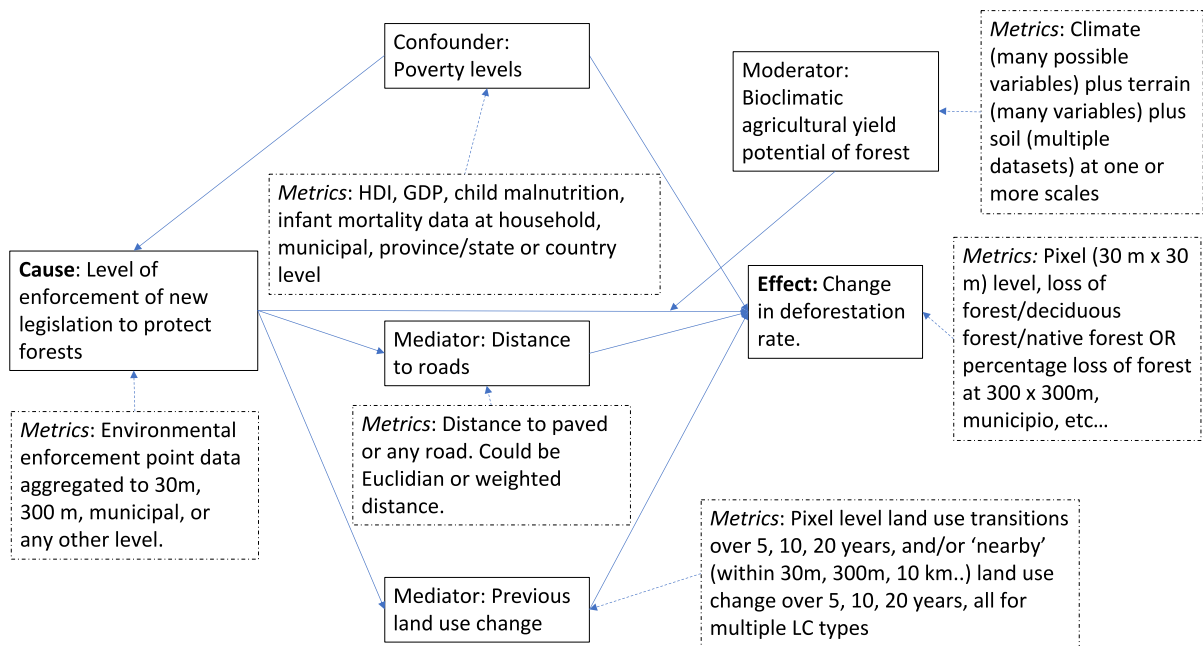 Confounder:
Poverty levels
Moderator:
Bioclimatic
agricultural yield
potential of forest
Metrics: Climate
(many possible
variables) plus terrain
(many variables) plus
soil (multiple
datasets) at one or
more scales
Metrics: HDI, GDP, child malnutrition,
infant mortality data at household,
municipal, province/state or country
level
Cause: Level of
enforcement of new
legislation to protect
forests
Mediator: Distance
to roads
Effect: Change
in deforestation
rate.
Metrics: Pixel (30 m x 30
m) level, loss of
forest/deciduous
forest/native forest OR
percentage loss of forest
at 300 x 300m,
municipio, etc…
Metrics: Environmental
enforcement point data
aggregated to 30m,
300 m, municipal, or
any other level.
Metrics: Distance to paved
or any road. Could be
Euclidian or weighted
distance.
Mediator: Previous
land use change
Metrics: Pixel level land use transitions
over 5, 10, 20 years, and/or ‘nearby’
(within 30m, 300m, 10 km..) land use
change over 5, 10, 20 years, all for
multiple LC types